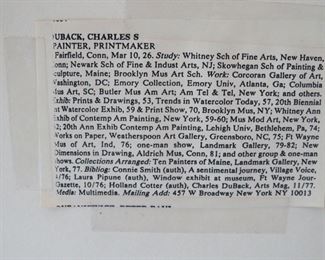 DUBACK, CHARLES S
PAINTER, PRINTMAKER
Fairfield, Conn, Mar 10, 26. Study: Whitney Sch of Fine Arts, New Haven,
Conn; Newark Sch of Fine & Indust Arts, NJ; Skowhegan Sch of Painting &
Sculpture, Maine; Brooklyn Mus Art Sch. Work: Corcoran Gallery of Art,
Washington, DC; Emory Collection, Emory Univ, Atlanta, Ga; Columbia
Mus Art, SC; Butler Mus Am Art; Am Tel & Tel, New York; and others.
Exhib: Prints & Drawings, 53, Trends in Watercolor Today, 57, 20th Biennial
Int Watercolor Exhib, 59 & Print Show, 70, Brooklyn Mus, NY; Whitney Ann
Exhib of Contemp Am Painting, New York, 59-60; Mus Mod Art, New York,
62; 20th Ann Exhib Contemp American Painting, Lehigh Univ, Bethlehem, Pa, 74;
Works on Paper, Weatherspoon Art Gallery, Greensboro, NC, 75; Ft Wayne
Mus of Art, Ind, 76; one-man show, Landmark Gallery, 79-82; New
Dimensions in Drawing, Aldrich Mus, Conn, 81; and other group & one-man
shows. Collections Arranged: Ten Painters of Maine, Landmark Gallery, New
York, 77. Bibliog: Connie Smith (auth), A sentimental journey, Village Voice,
4/76; Laura Pipune (auth), Window exhibit at museum, Ft Wayne Jour-
Gazette, 10/76; Holland Cotter (auth), Charles DuBack, Arts Mag, 11/77.
Media: Multimedia. Mailing Add: 457 W Broadway New York NY 10013